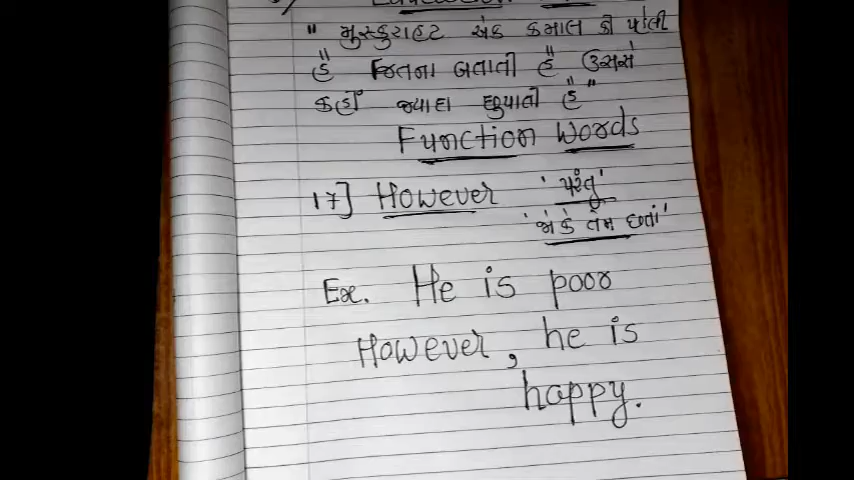 " મુસ્કુરાહટ એક કમાલ કી પહેલી
હૈ જિતના બતાતી હૈ ઉસસે
કહીં જ્યાદા છુપાતી હૈ "
Function Words
17] However ' પરંતુ '
' જો કે તેમ છતાં '
Ex. He is poor
However, he is
happy.